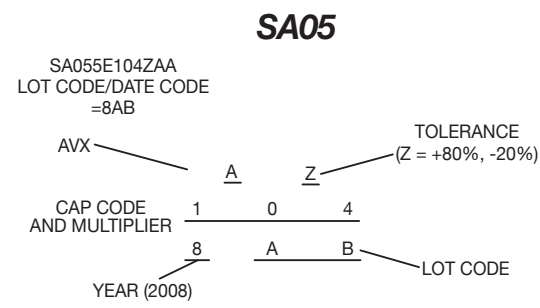 SA05
SA055E104ZAA
LOT CODE/DATE CODE
=8AB
AVX
TOLERANCE
(Z = +80%, -20%)
A Z
CAP CODE
AND MULTIPLIER
1 0 4
8 A B
LOT CODE
YEAR (2008)